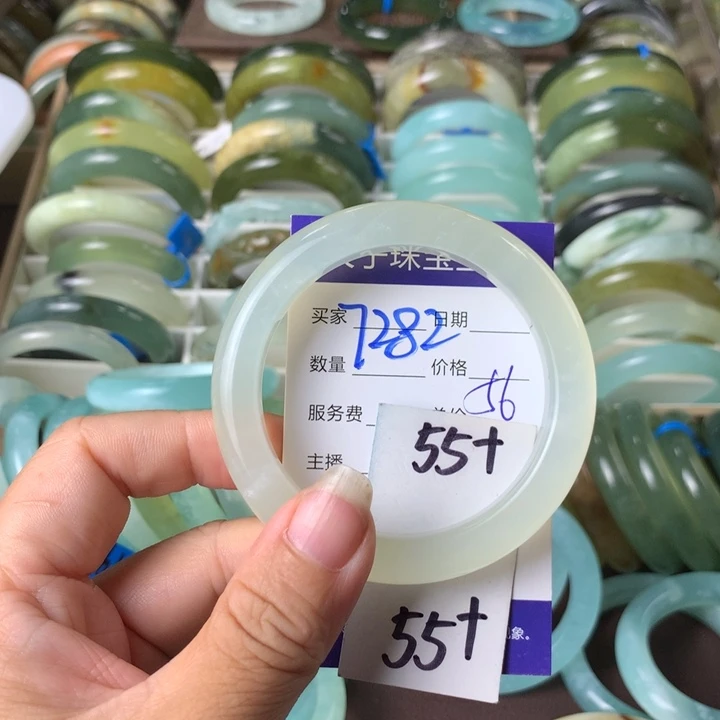 子珠宝
买家 7282 日期
数量 价格
56
服务费
55+
主播
55+
象.